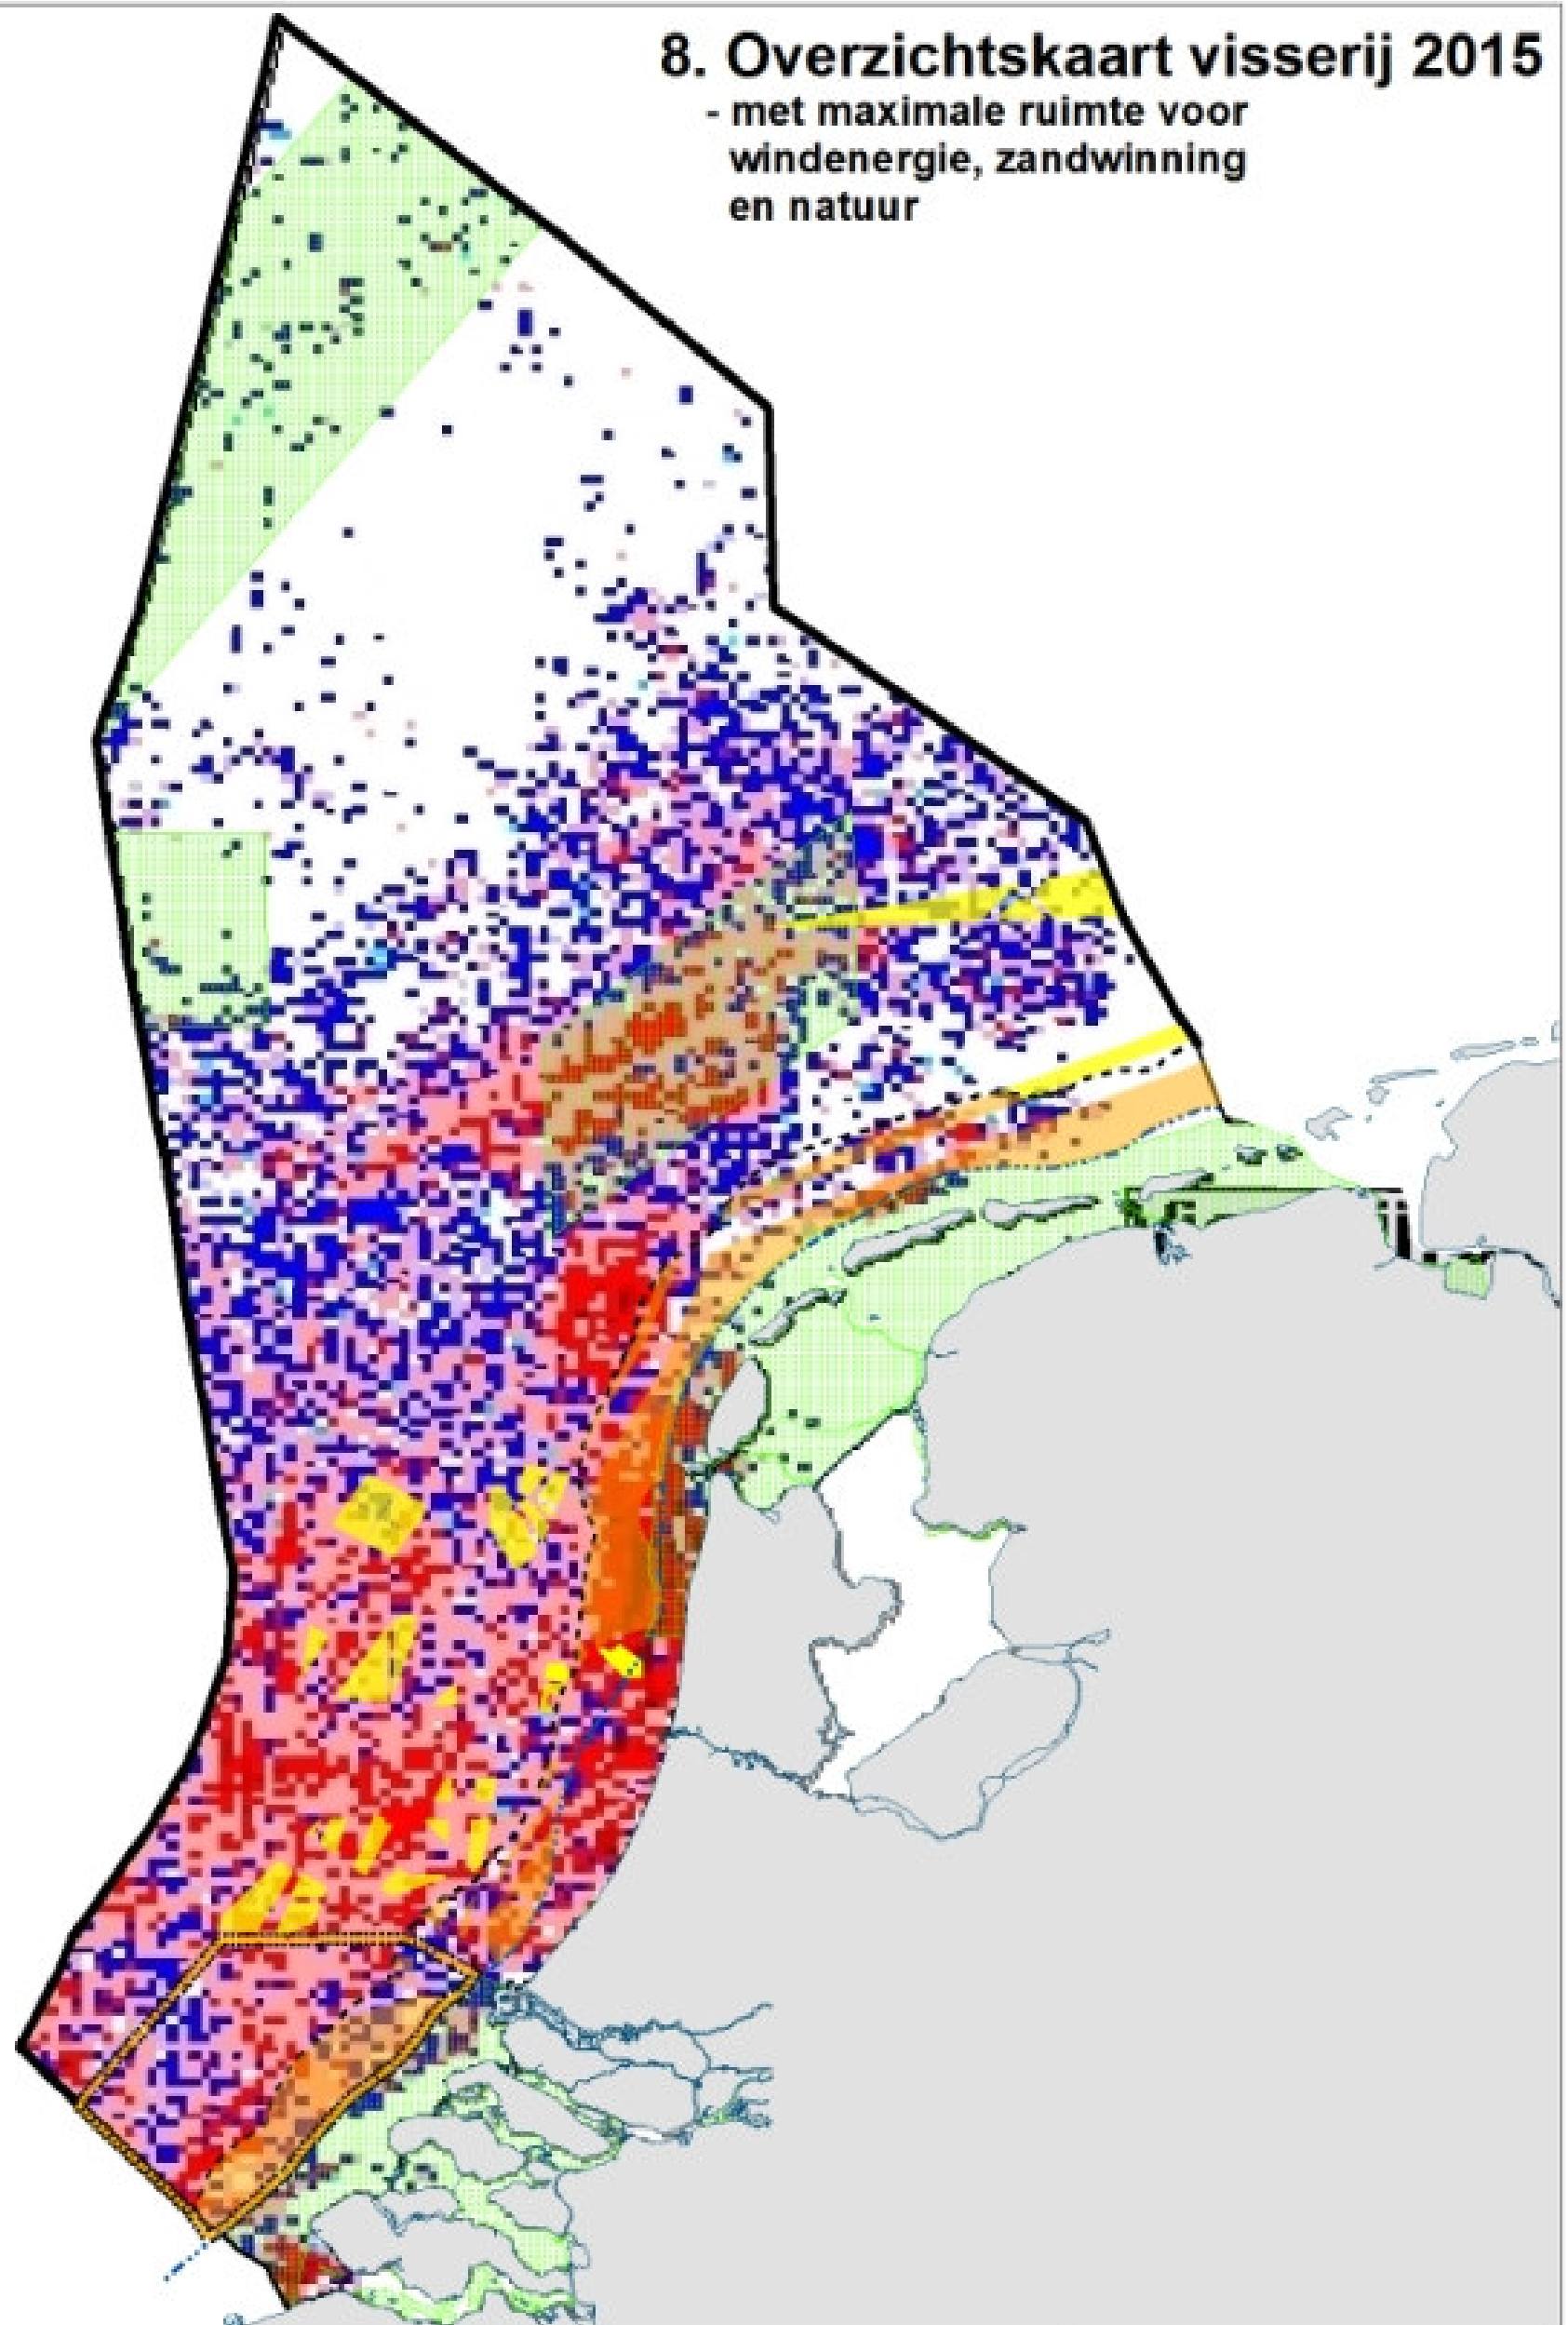 8. Overzichtskaart visserij 2015
- met maximale ruimte voor
windenergie, zandwinning
en natuur